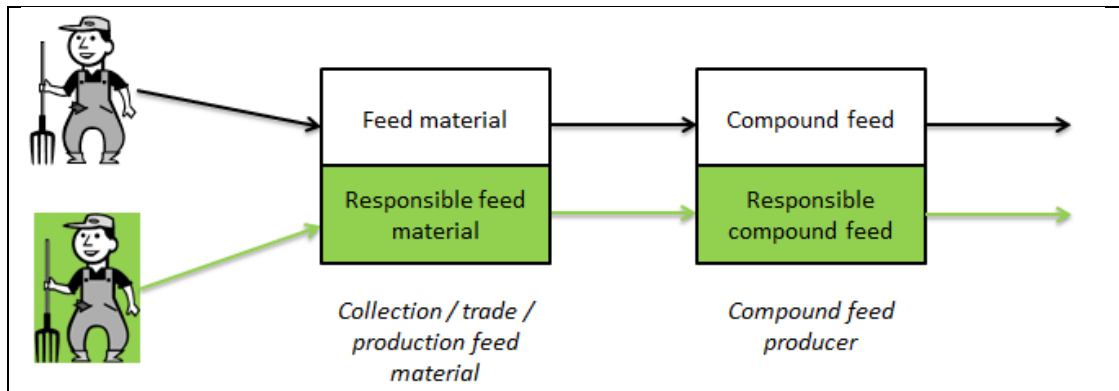 Feed material
Compound feed
Responsible feed
material
Responsible
compound feed
Collection / trade /
production feed
material
Compound feed
producer